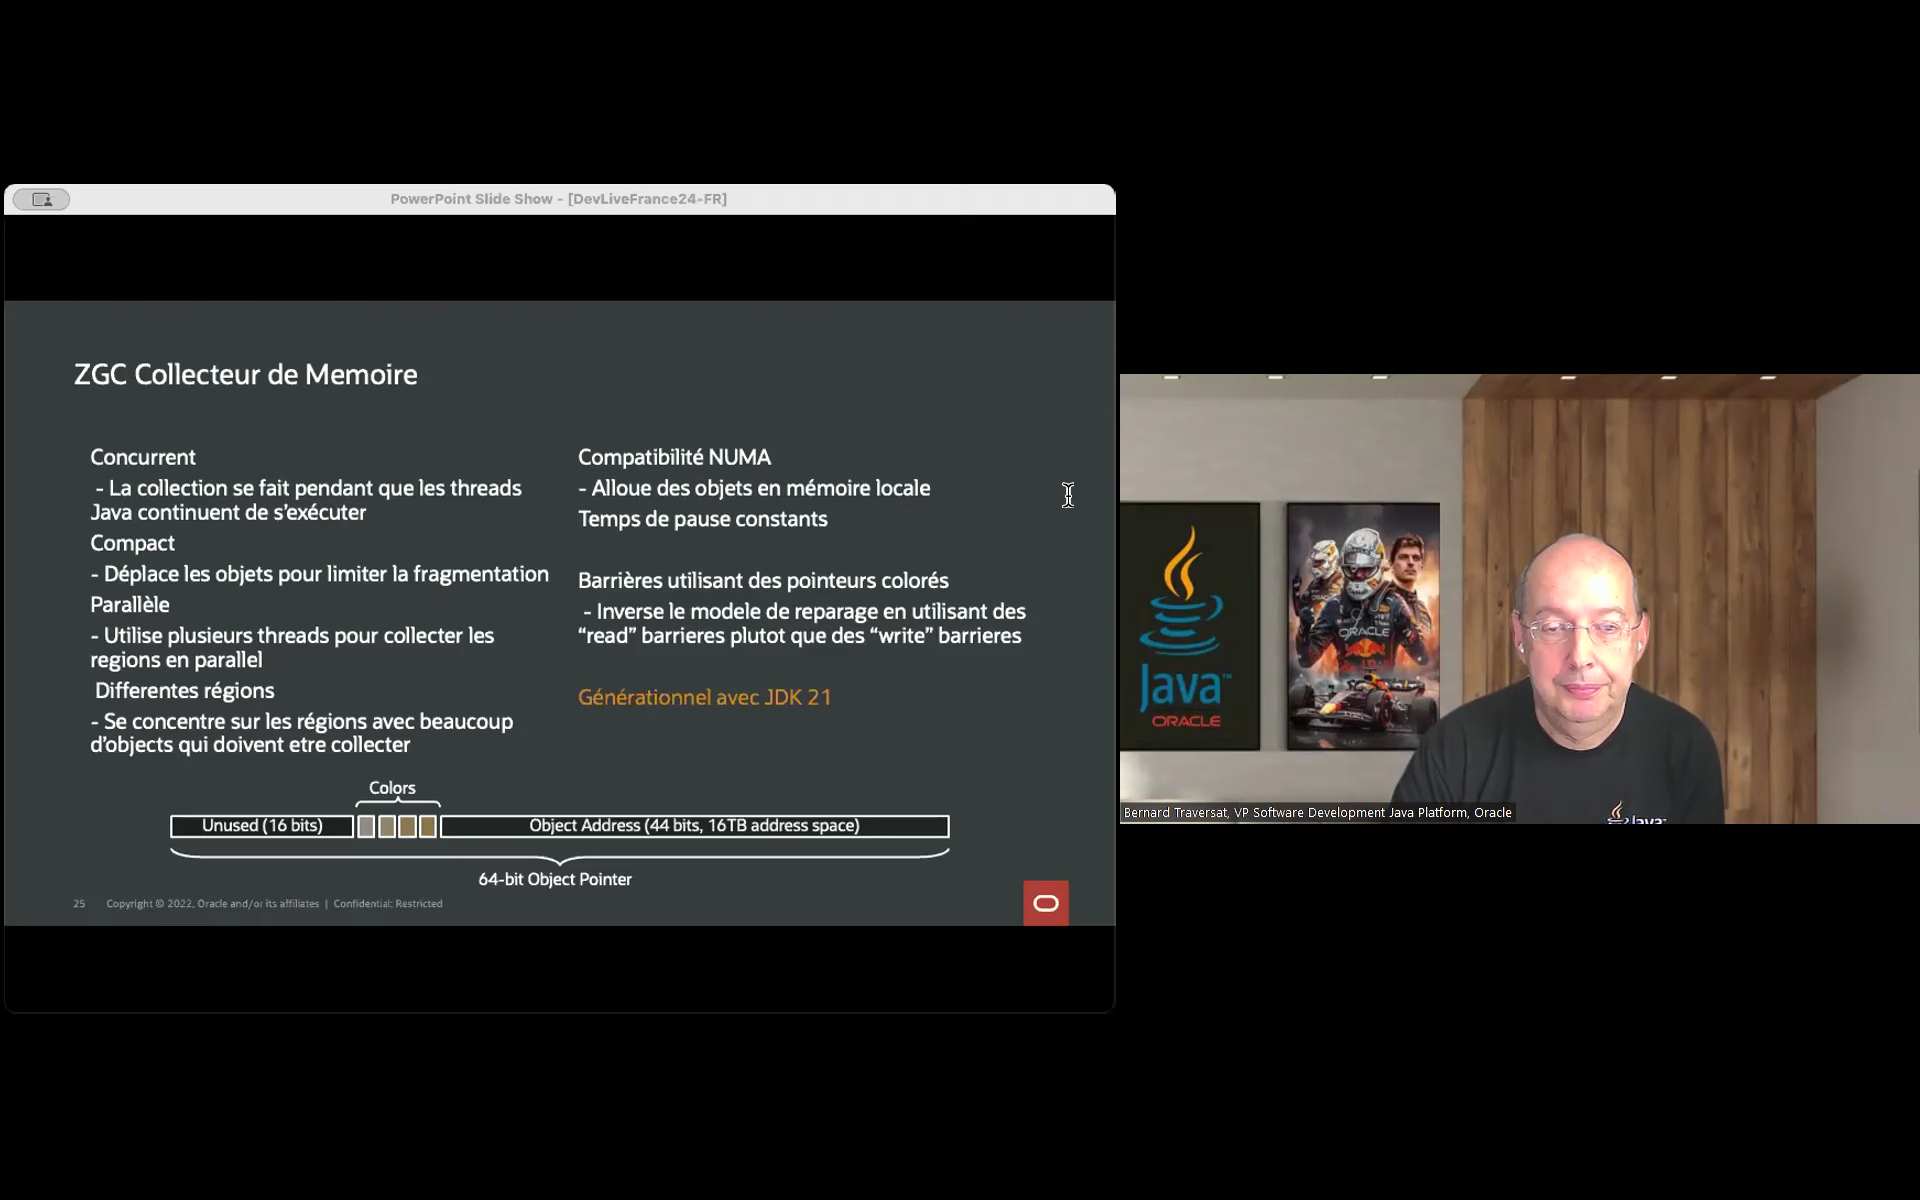 PowerPoint Slide Show - [DevLiveFrance24-FR]
ZGC Collecteur de Memoire
Concurrent
- La collection se fait pendant que les threads
Java continuent de s'exécuter
Compact
- Déplace les objets pour limiter la fragmentation
Parallèle
- Utilise plusieurs threads pour collecter les
regions en parallel
Differentes régions
- Se concentre sur les régions avec beaucoup
d'objects qui doivent etre collecter
Compatibilité NUMA
- Alloue des objets en mémoire locale
Temps de pause constants
Barrières utilisant des pointeurs colorés
- Inverse le modele de reparage en utilisant des
“read” barrieres plutot que des “write” barrieres
Générationnel avec JDK 21
Colors
Unused (16 bits)
Object Address (44 bits, 16TB address space)
64-bit Object Pointer
25 Copyright © 2022, Oracle and/or its affiliates | Confidential: Restricted
Java™
ORACLE
ORACLE
Java
Bernard Traversat, VP Software Development Java Platform, Oracle